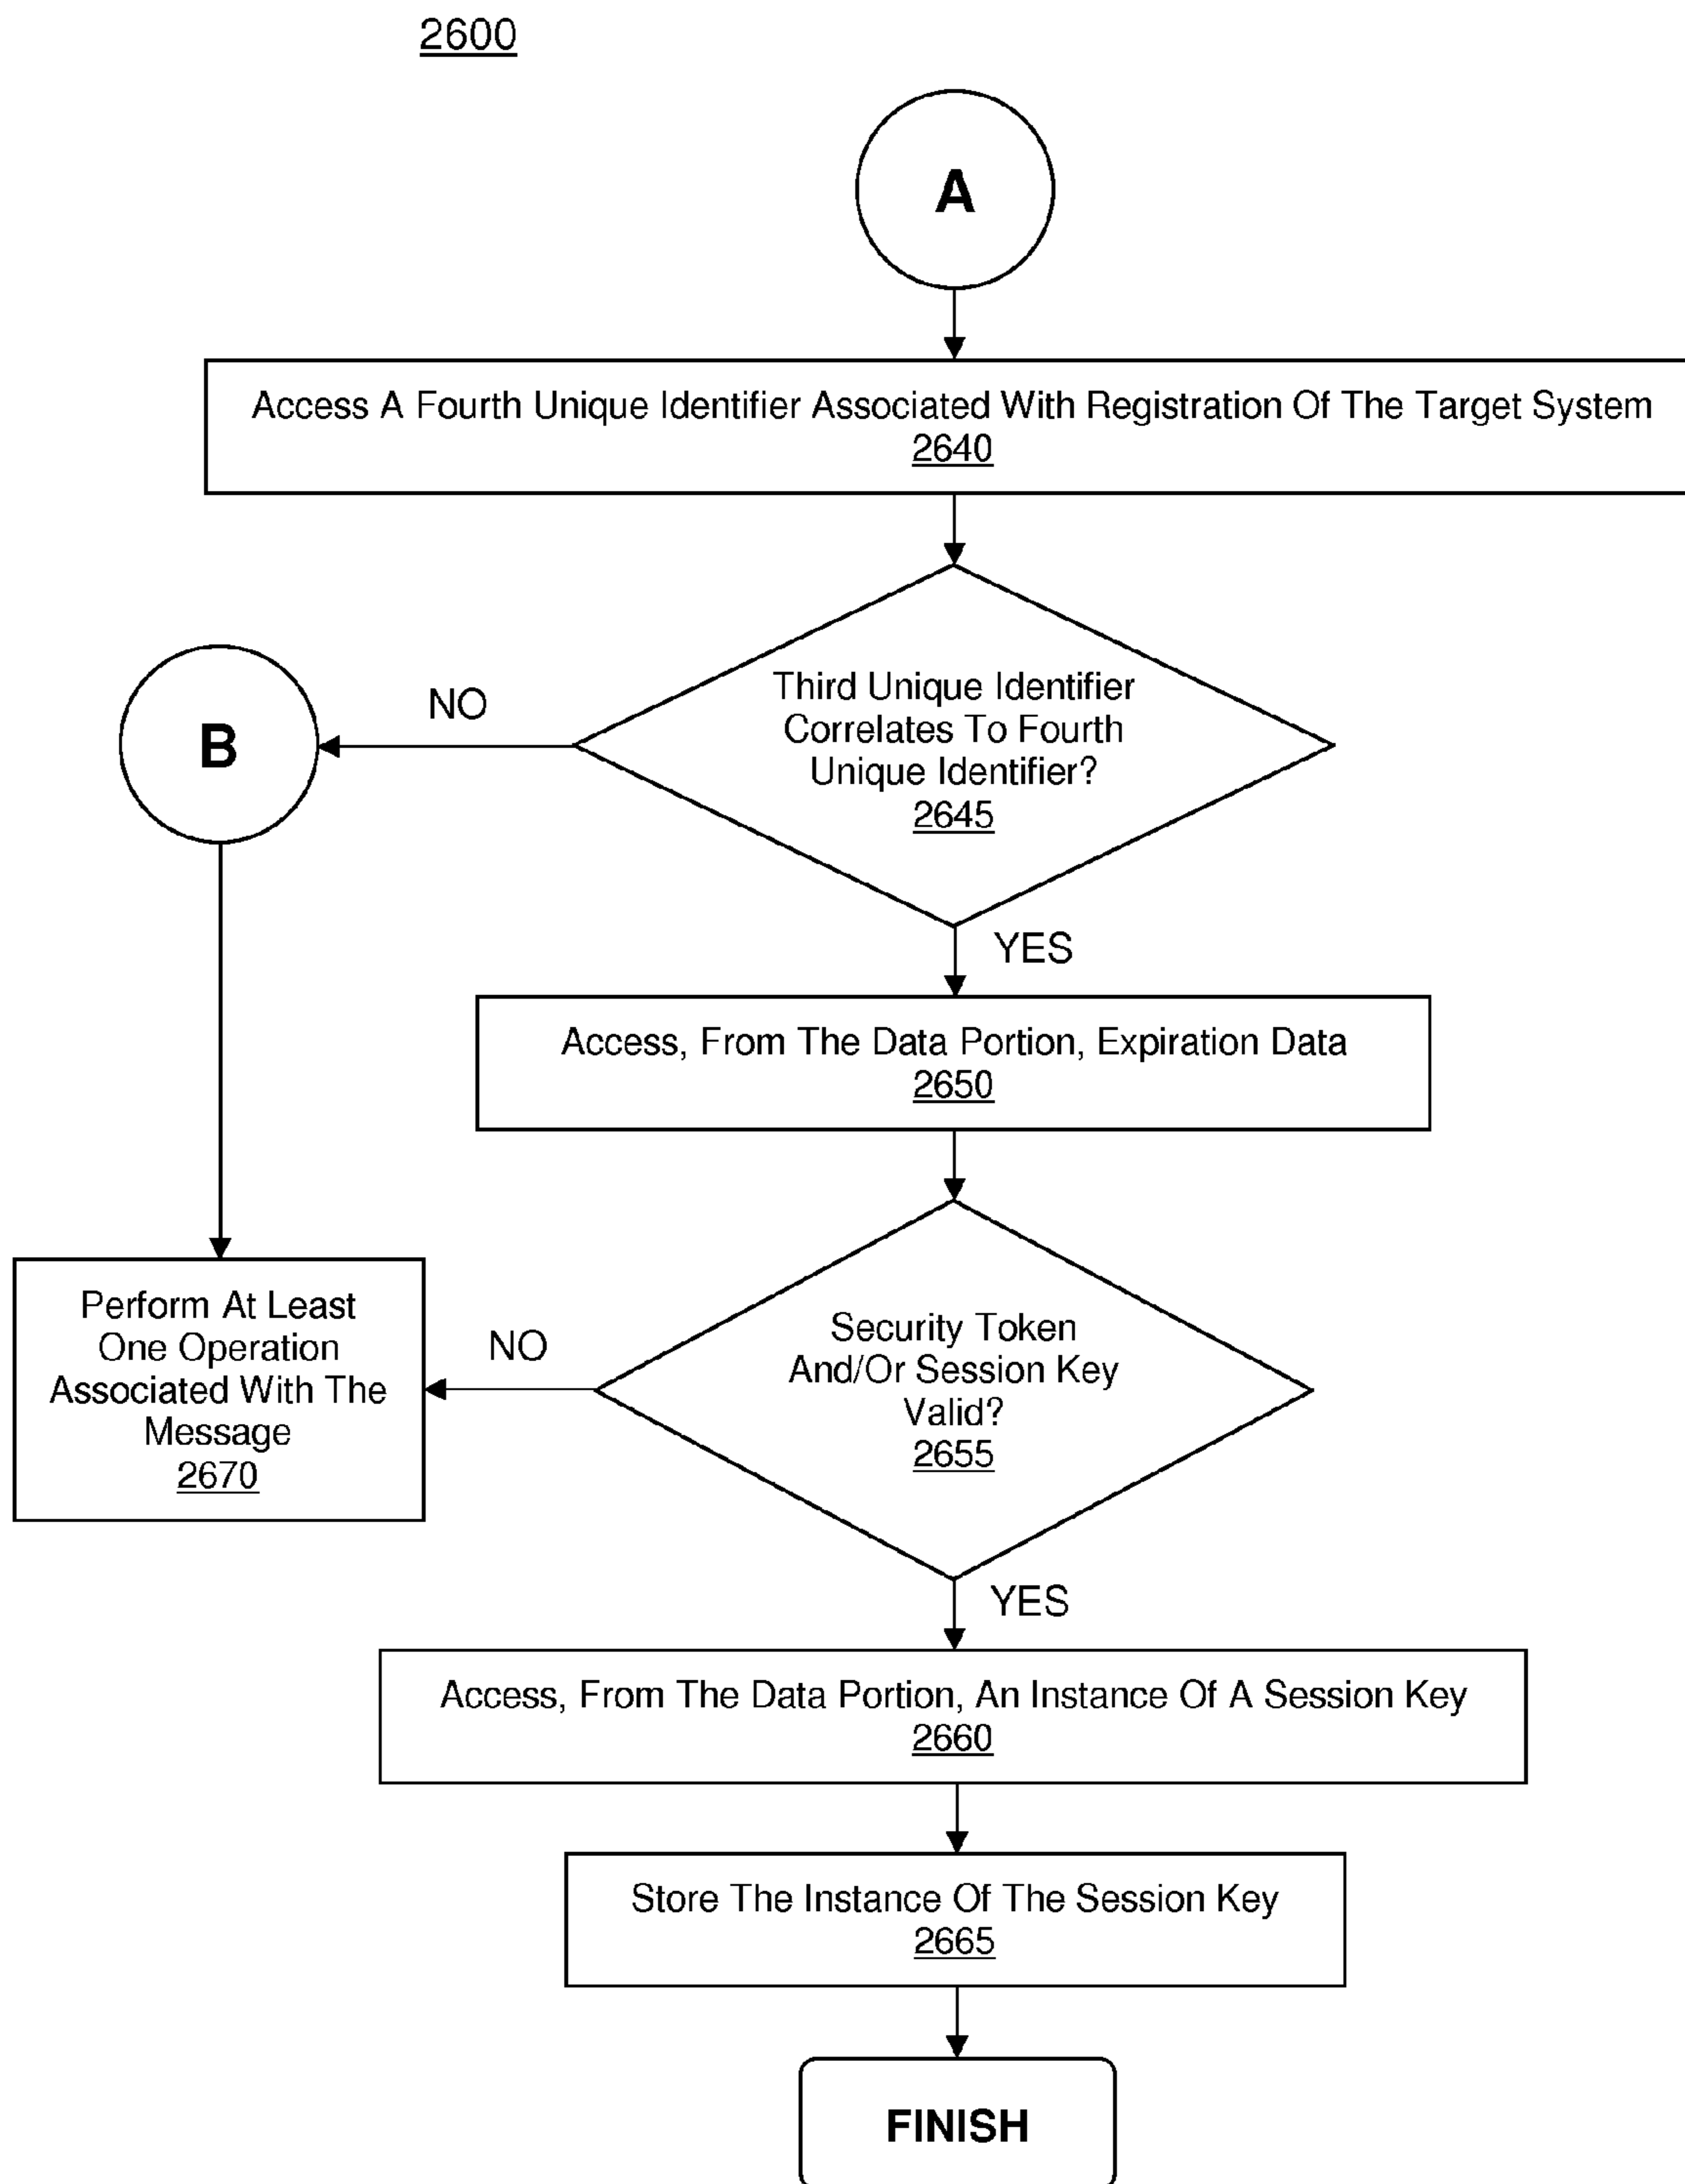 2600
A
Access A Fourth Unique Identifier Associated With Registration Of The Target System
2640
Third Unique Identifier
Correlates To Fourth
Unique Identifier?
2645
NO
B
YES
Access, From The Data Portion, Expiration Data
2650
Security Token
And/Or Session Key
Valid?
2655
NO
Perform At Least
One Operation
Associated With The
Message
2670
YES
Access, From The Data Portion, An Instance Of A Session Key
2660
Store The Instance Of The Session Key
2665
FINISH